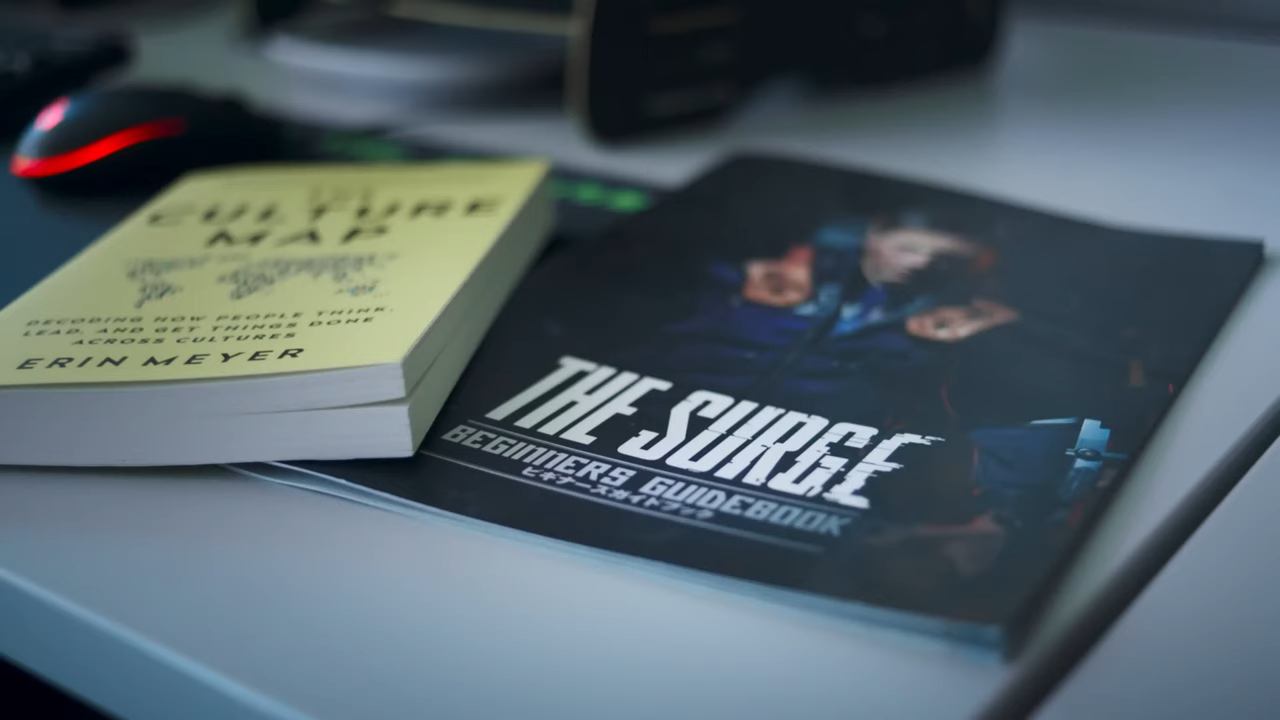 CULTURE
MAP
DECODING HOW PEOPLE THINK,
LEAD, AND GET THINGS DONE
ACROSS CULTURES
ERIN MEYER
THE SURGE
BEGINNERS GUIDEBOOK
ビギナーズガイドブック